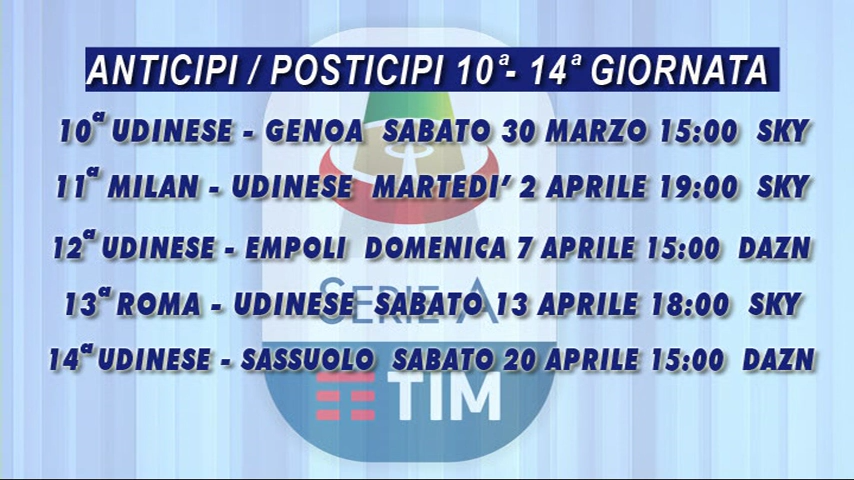 ANTICIPI / POSTICIPI 10ª- 14ª GIORNATA
10ª UDINESE - GENOA SABATO 30 MARZO 15:00 SKY
11ª MILAN - UDINESE MARTEDI' 2 APRILE 19:00 SKY
12ª UDINESE - EMPOLI DOMENICA 7 APRILE 15:00 DAZN
13ª ROMA - UDINESE SABATO 13 APRILE 18:00 SKY
SERIE A
14ª UDINESE - SASSUOLO SABATO 20 APRILE 15:00 DAZN
TIM